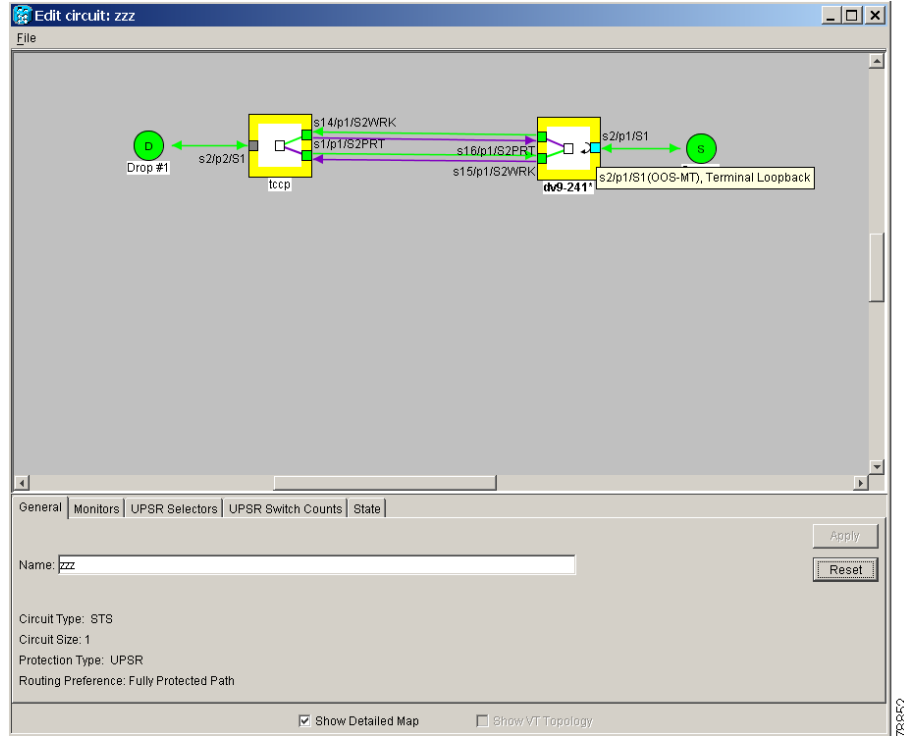 Edit circuit: zzz
File
s14/p1/S2WRK
s1/p1/S2PRT
D
Drop #1
s2/p2/S1
tccp
s16/p1/S2PRT
s15/p1/S2WRK
s2/p1/S1
S
s2/p1/S1(OOS-MT), Terminal Loopback
dv9-241*
General
Monitors
UPSR Selectors
UPSR Switch Counts
State
Apply
Name: zzz
Reset
Circuit Type: STS
Circuit Size: 1
Protection Type: UPSR
Routing Preference: Fully Protected Path
Show Detailed Map
Show VT Topology
78852